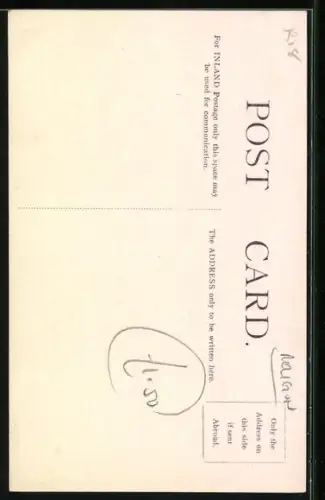 POST CARD.
For INLAND Postage only this space may
be used for communication.
The ADDRESS only to be written here.
Only the
Address on
this side
if sent
Abroad.
£1.50